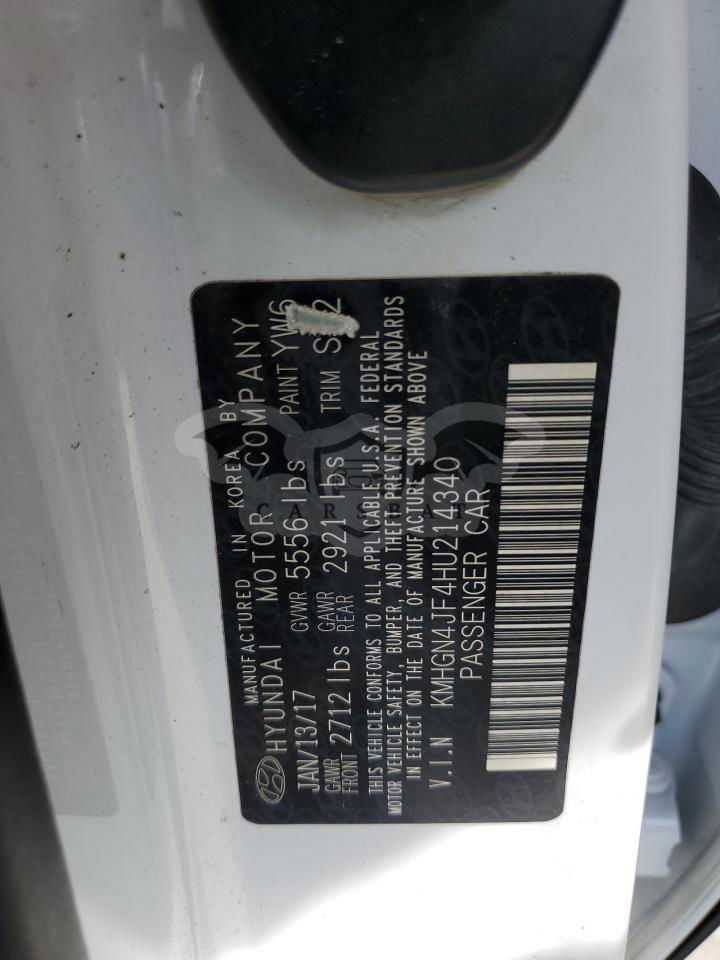 MANUFACTURED IN KOREA BY
HYUNDAI MOTOR COMPANY
JAN/13/17 GVWR 5556 lbs PAINT YW6
GAWR FRONT 2712 lbs GAWR REAR 2921 lbs TRIM
THIS VEHICLE CONFORMS TO ALL APPLICABLE U.S.A. FEDERAL
MOTOR VEHICLE SAFETY, BUMPER, AND THEFT PREVENTION STANDARDS
IN EFFECT ON THE DATE OF MANUFACTURE SHOWN ABOVE
V.I.N KMHGN4JF4HU214340
PASSENGER CAR